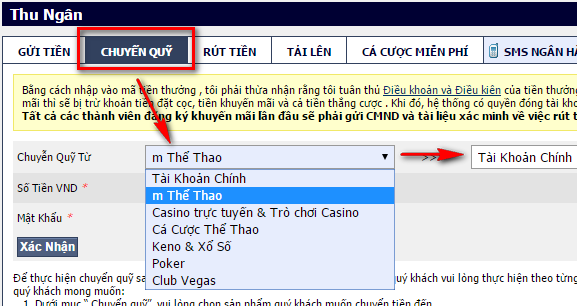 Thu Ngân
GỬI TIỀN CHUYỂN QUỸ RÚT TIỀN TẢI LÊN CÁ CƯỢC MIỄN PHÍ SMS NGÂN HÀ
Bằng cách nhập vào mã tiền thưởng , tôi phải thừa nhận rằng tôi tuân thủ Điều khoản và Điều kiện của tiền thưởng
mãi thì sẽ bị trừ khoản tiền đặt cọc, tiền khuyến mãi và cả tiền thắng cược . Khi đó, hệ thống có quyền đóng tài kho
Tất cả các thành viên đăng ký khuyến mãi lần đầu sẽ phải gửi CMND và tài liệu xác minh về việc rút t
Chuyển Quỹ Từ m Thể Thao >>> Tài Khoản Chính
Tài Khoản Chính
Số Tiền VND * m Thể Thao
Casino trực tuyến & Trò chơi Casino
Mật Khẩu * Cá Cược Thể Thao
Xác Nhận Keno & Xổ Số
Poker
Để thực hiện chuyển quỹ sa quý khách vui lòng thực hiện theo từng
Club Vegas
quý khách mong muốn:
1. Dưới mục " Chuyển quỹ", vui lòng chọn sản phẩm quý khách muốn chuyển tiền đến